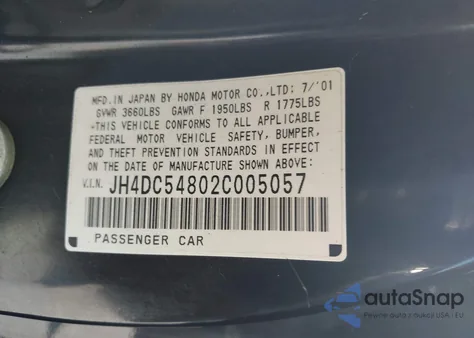 MFD.IN JAPAN BY HONDA MOTOR CO.,LTD; 7/'01
GVWR 3660LBS GAWR F 1950LBS R 1775LBS
"THIS VEHICLE CONFORMS TO ALL APPLICABLE
FEDERAL MOTOR VEHICLE SAFETY, BUMPER,
AND THEFT PREVENTION STANDARDS IN EFFECT
ON THE DATE OF MANUFACTURE SHOWN ABOVE:
V.I.N. JH4DC54802C005057
PASSENGER CAR
autoSnap